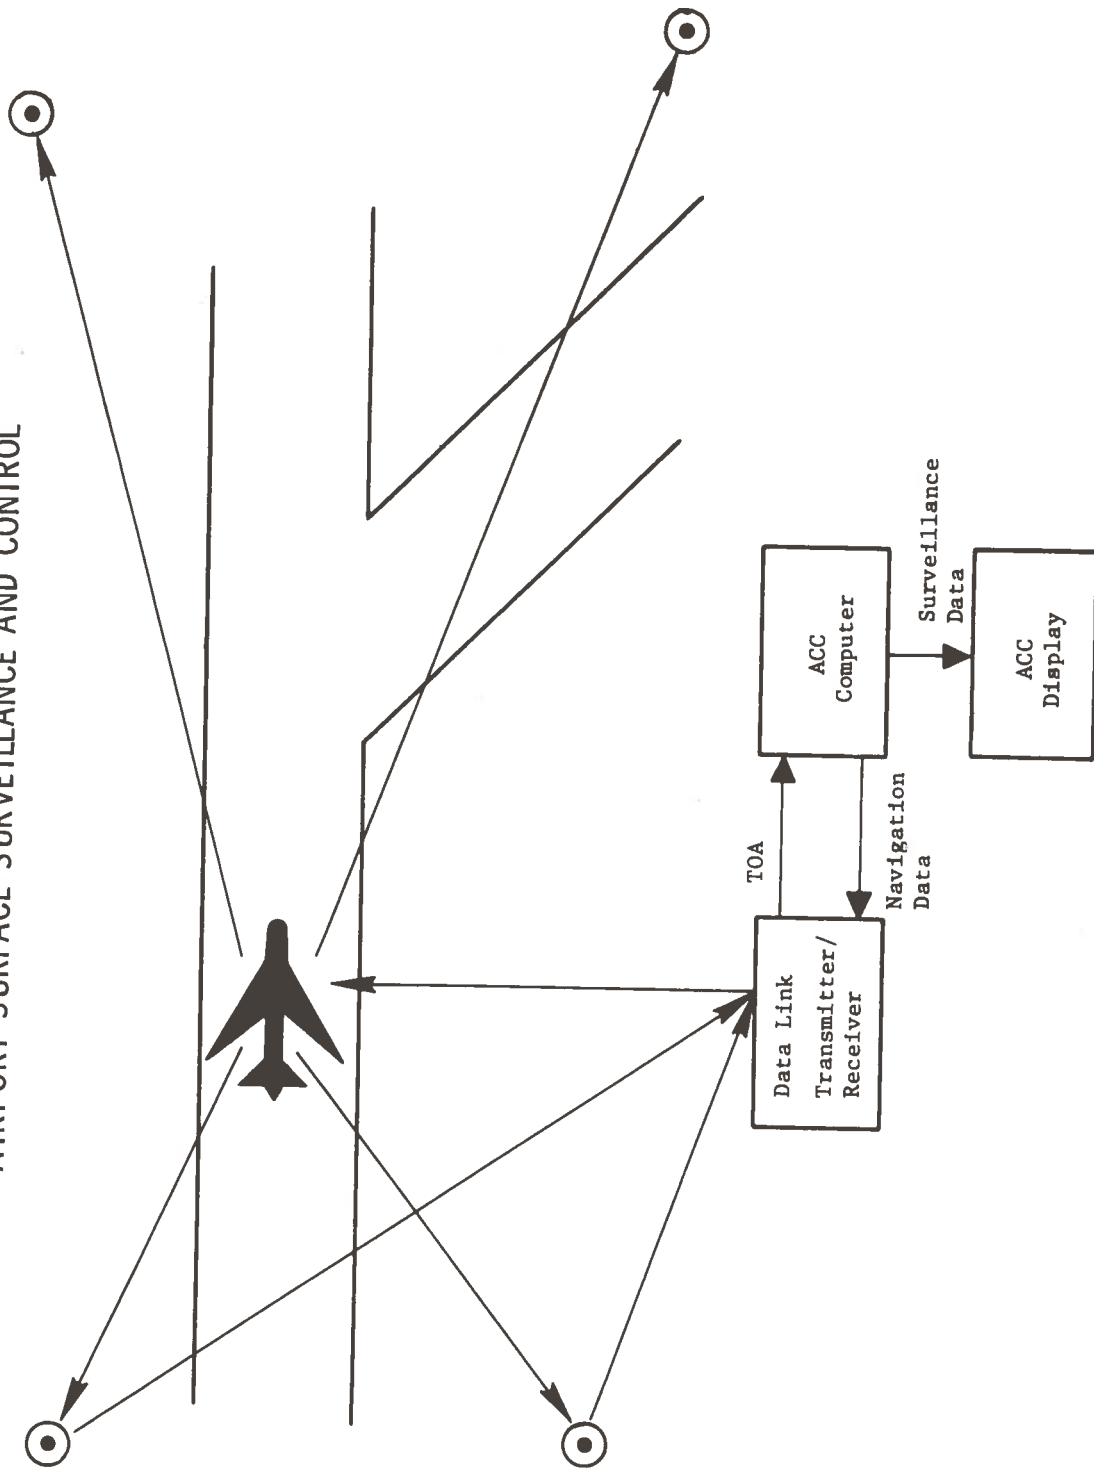 AIRPORT SURFACE SURVEILLANCE AND CONTROL
Data Link
Transmitter/
Receiver
TOA
Navigation
Data
ACC
Computer
Surveillance
Data
ACC
Display